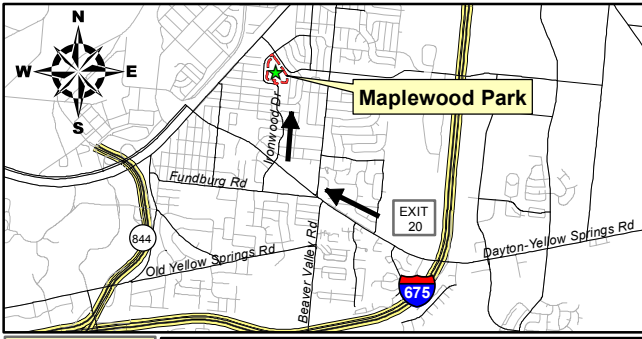 N
W
E
S
Maplewood Park
Ironwood Dr
Fundburg Rd
EXIT
20
844
Old Yellow Springs Rd
Beaver Valley Rd
Dayton-Yellow Springs Rd
675